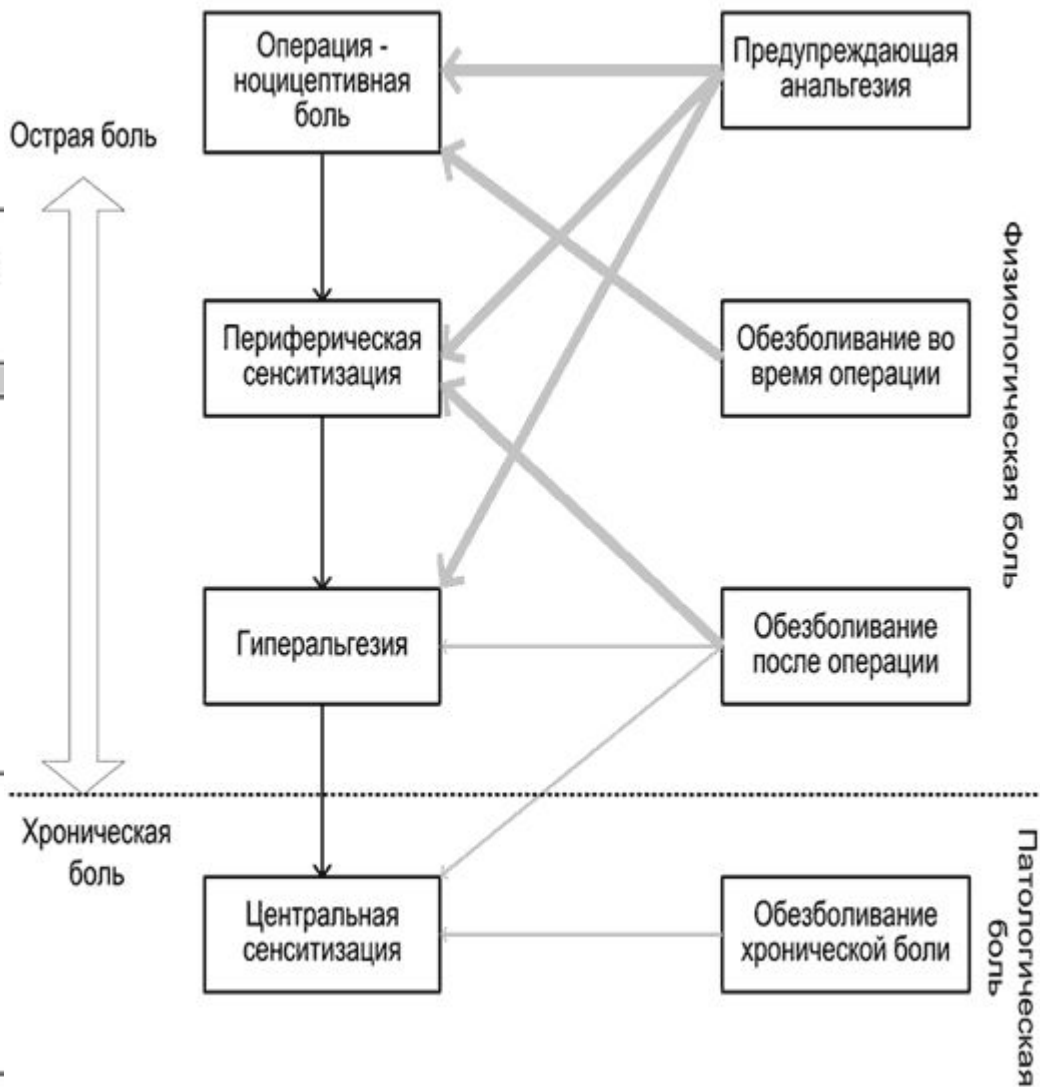 Операция -
ноцицептивная
боль
Предупреждающая
анальгезия
Острая боль
Физиологическая боль
Периферическая
сенситизация
Обезболивание во
время операции
Гиперальгезия
Обезболивание
после операции
Хроническая
боль
Патологическая
боль
Центральная
сенситизация
Обезболивание
хронической боли